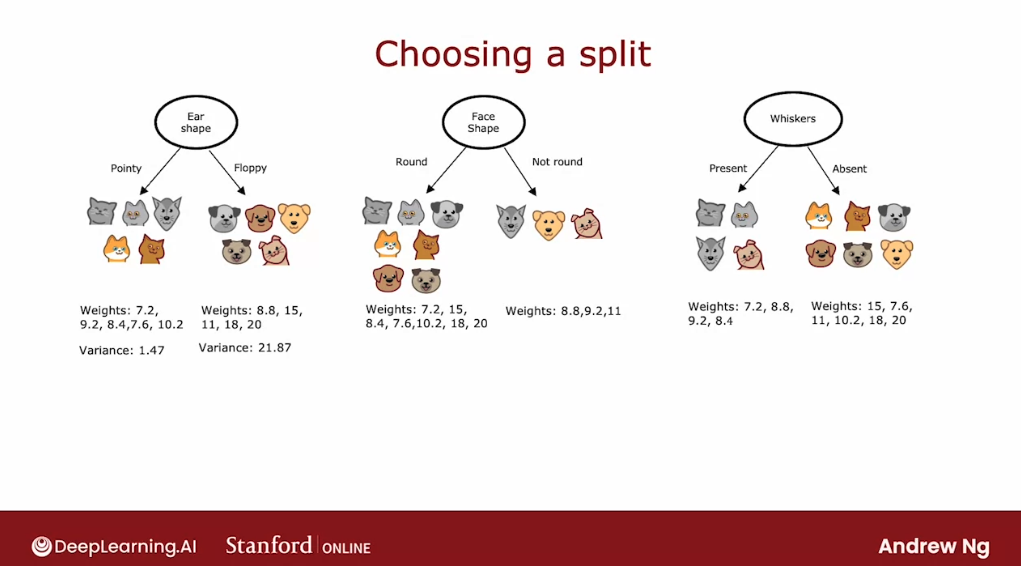 Choosing a split
Ear
shape
Pointy
Floppy
Weights: 7.2,
9.2, 8.4,7.6, 10.2
Variance: 1.47
Weights: 8.8, 15,
11, 18, 20
Variance: 21.87
Face
Shape
Round
Not round
Weights: 7.2, 15,
8.4, 7.6,10.2, 18, 20
Weights: 8.8,9.2,11
Whiskers
Present
Absent
Weights: 7.2, 8.8,
9.2, 8.4
Weights: 15, 7.6,
11, 10.2, 18, 20
DeepLearning.AI
Stanford ONLINE
Andrew Ng